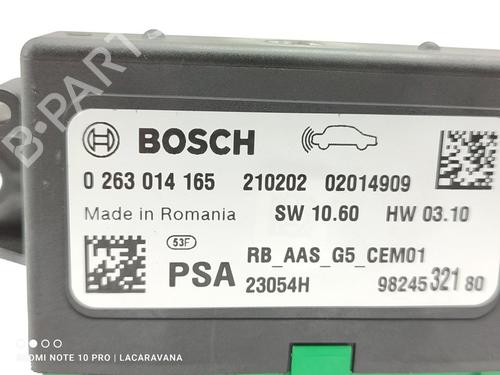 BOSCH
0 263 014 165 210202 02014909
Made in Romania SW 10.60 HW 03.10
53F
PSA RB_AAS_G5_CEM01
23054H 98245 321 80
B-PARTS
REDMI NOTE 10 PRO | LACARAVANA